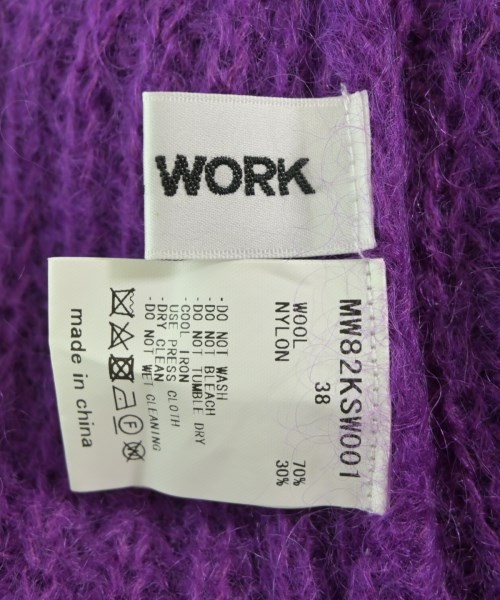 WORK
MW82KSW001
38
WOOL 70%
NYLON 30%
·DO NOT WASH
·DO NOT BLEACH
·DO NOT TUMBLE DRY
·COOL IRON
USE PRESS CLOTH
·DRY CLEAN
·DO NOT WET CLEANING
F
made in china